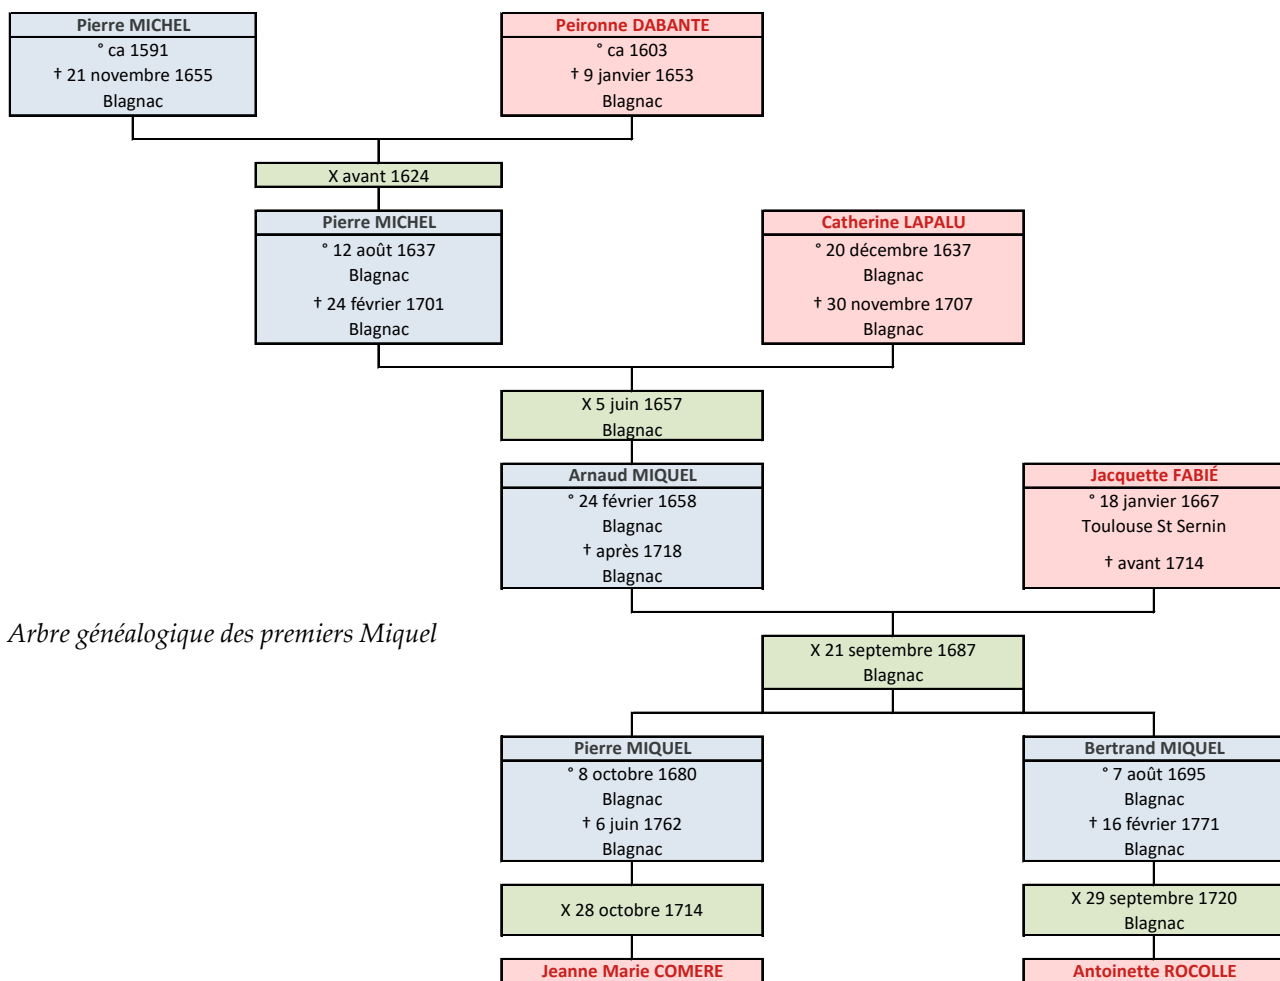 Pierre MICHEL
° ca 1591
† 21 novembre 1655
Blagnac
Peironne DABANTE
° ca 1603
† 9 janvier 1653
Blagnac
X avant 1624
Pierre MICHEL
° 12 août 1637
Blagnac
† 24 février 1701
Blagnac
Catherine LAPALU
° 20 décembre 1637
Blagnac
† 30 novembre 1707
Blagnac
X 5 juin 1657
Blagnac
Arnaud MIQUEL
° 24 février 1658
Blagnac
† après 1718
Blagnac
Jacquette FABIÉ
° 18 janvier 1667
Toulouse St Sernin
† avant 1714
Arbre généalogique des premiers Miquel
X 21 septembre 1687
Blagnac
Pierre MIQUEL
° 8 octobre 1680
Blagnac
† 6 juin 1762
Blagnac
Bertrand MIQUEL
° 7 août 1695
Blagnac
† 16 février 1771
Blagnac
X 28 octobre 1714
X 29 septembre 1720
Blagnac
Jeanne Marie COMERE
Antoinette ROCOLLE